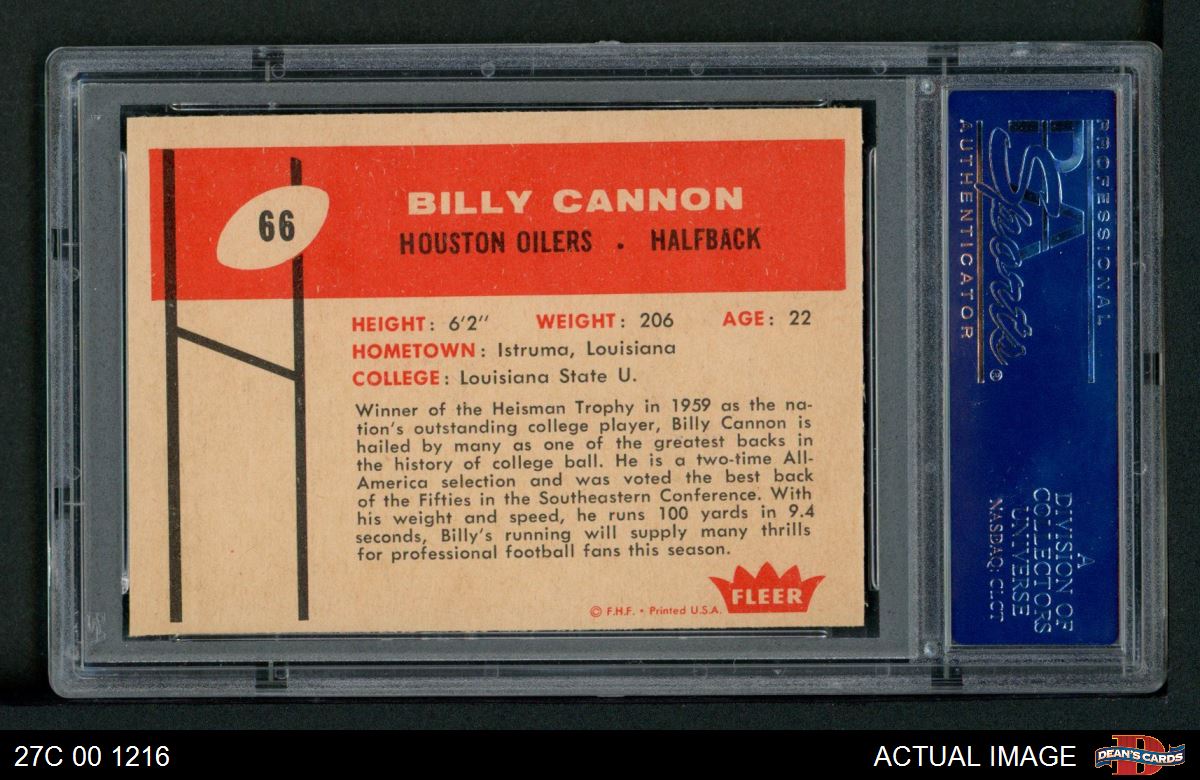 66
BILLY CANNON
HOUSTON OILERS . HALFBACK
HEIGHT: 6'2" WEIGHT: 206 AGE: 22
HOMETOWN: Istruma, Louisiana
COLLEGE: Louisiana State U.
Winner of the Heisman Trophy in 1959 as the na-
tion's outstanding college player, Billy Cannon is
hailed by many as one of the greatest backs in
the history of college ball. He is a two-time All-
America selection and was voted the best back
of the Fifties in the Southeastern Conference. With
his weight and speed, he runs 100 yards in 9.4
seconds, Billy's running will supply many thrills
for professional football fans this season.
FLEER
© F.H.F. • Printed U.S.A.
PROFESSIONAL
PSA
Sports®
AUTHENTICATOR
A
DIVISION OF
COLLECTORS
UNIVERSE
NASDAQ: CLCT
27C 00 1216
ACTUAL IMAGE
D
DEAN'S CARDS